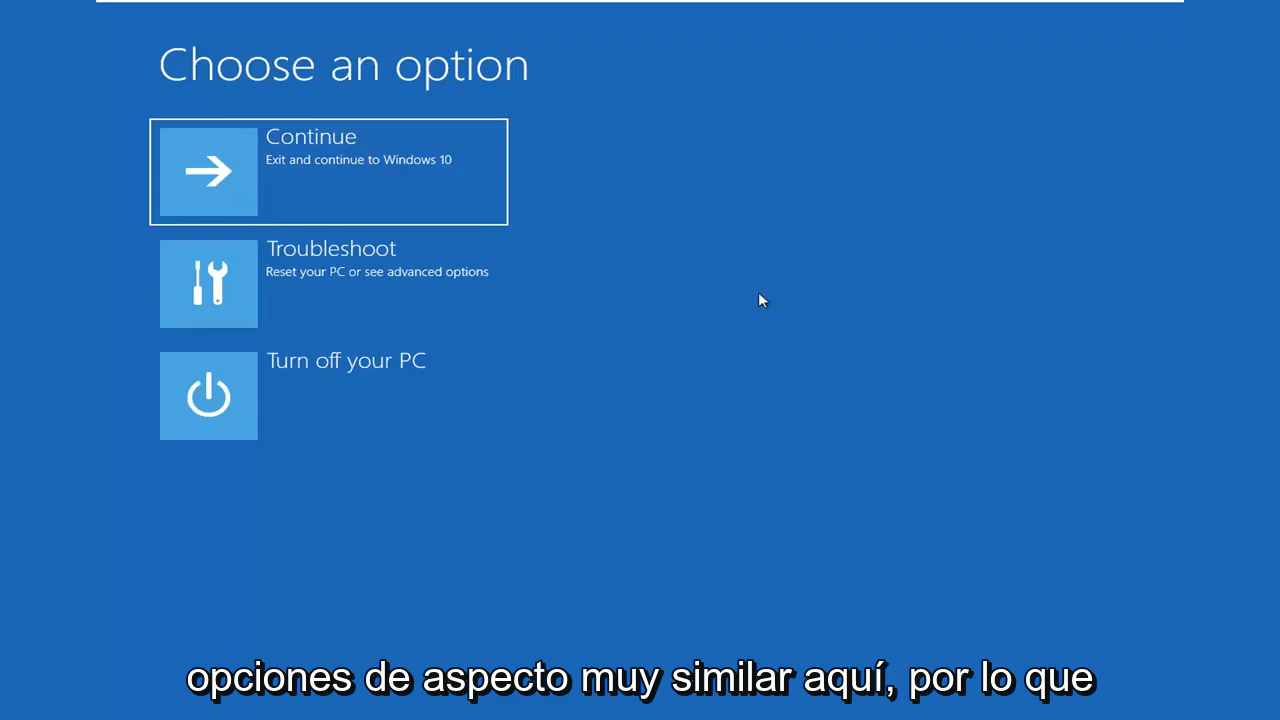 Choose an option
Continue
Exit and continue to Windows 10
Troubleshoot
Reset your PC or see advanced options
Turn off your PC
opciones de aspecto muy similar aquí, por lo que